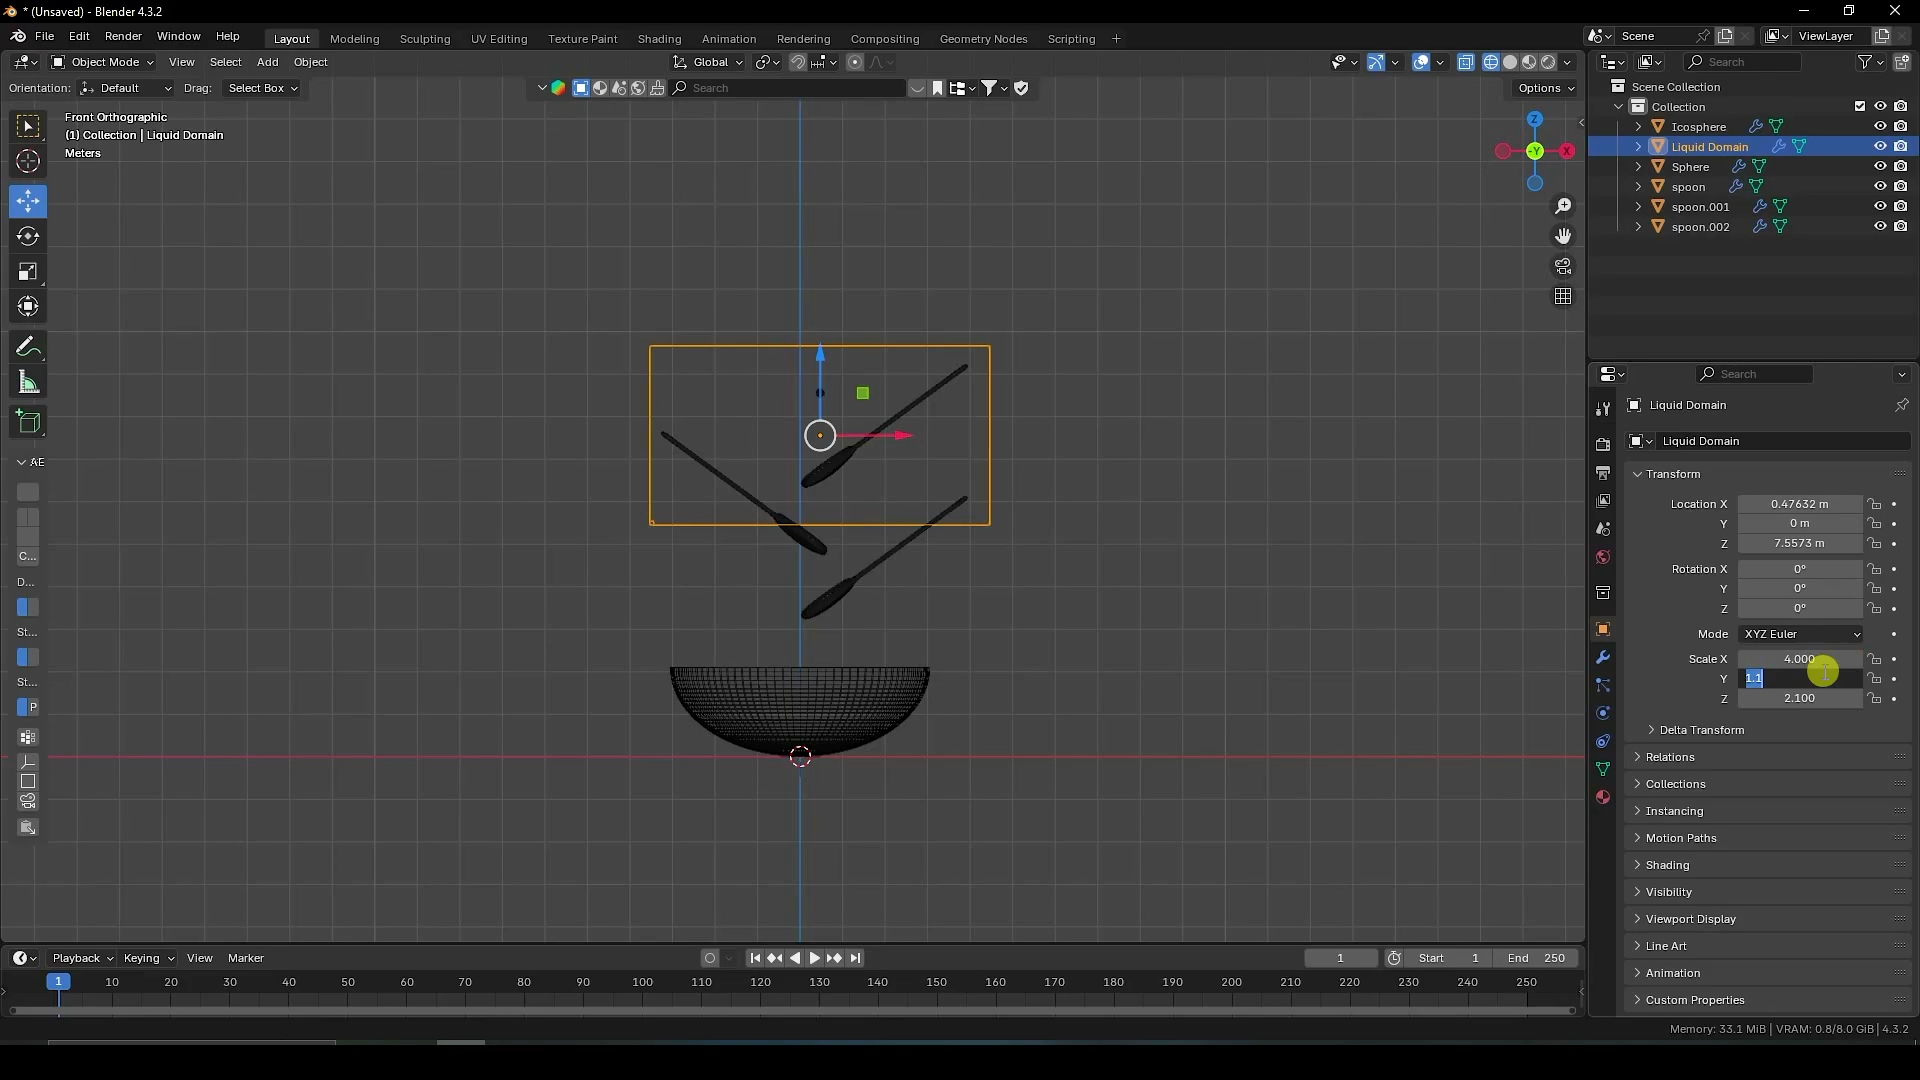 * (Unsaved) - Blender 4.3.2
File Edit Render Window Help Layout Modeling Sculpting UV Editing Texture Paint Shading Animation Rendering Compositing Geometry Nodes Scripting + Scene ViewLayer
Object Mode View Select Add Object Global Search
Orientation: Default Drag: Select Box Search Options
Scene Collection
Collection
Icosphere
Liquid Domain
Sphere
spoon
spoon.001
spoon.002
Front Orthographic
(1) Collection | Liquid Domain
Meters
Z
-Y X
AE
C...
D...
St...
St...
P
Search
Liquid Domain
Liquid Domain
Transform
Location X 0.47632 m
Y 0 m
Z 7.5573 m
Rotation X 0°
Y 0°
Z 0°
Mode XYZ Euler
Scale X 4.000
Y 1.1
Z 2.100
Delta Transform
Relations
Collections
Instancing
Motion Paths
Shading
Visibility
Viewport Display
Line Art
Animation
Custom Properties
Playback Keying View Marker 1 Start 1 End 250
1 10 20 30 40 50 60 70 80 90 100 110 120 130 140 150 160 170 180 190 200 210 220 230 240 250
Memory: 33.1 MiB | VRAM: 0.8/8.0 GiB | 4.3.2